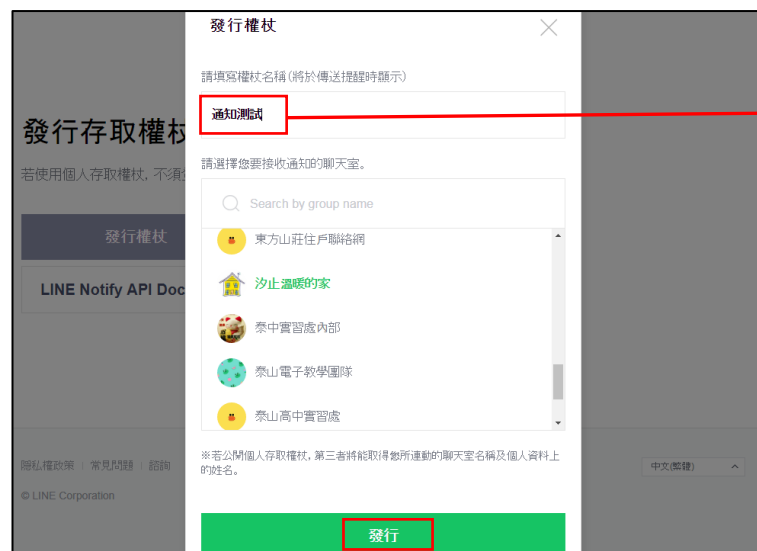 發行權杖
請填寫權杖名稱(將於傳送提醒時顯示)
通知測試
發行存取權杖
若使用個人存取權杖, 不須
請選擇您要接收通知的聊天室。
Search by group name
發行權杖
東方山莊住戶聯絡網
LINE Notify API Doc
汐止溫暖的家
泰中實習處內部
泰山電子教學團隊
泰山高中實習處
※若公開個人存取權杖, 第三者將能取得您所連動的聊天室名稱及個人資料上
的姓名。
隱私權政策 | 常見問題 | 諮詢
中文(繁體)
© LINE Corporation
發行